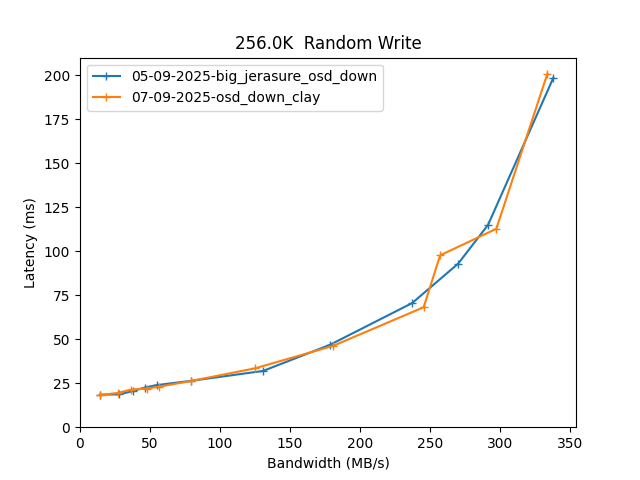 256.0K  Random Write
05-09-2025-big_jerasure_osd_down
07-09-2025-osd_down_clay
Latency (ms)
200
175
150
125
100
75
50
25
0
0 50 100 150 200 250 300 350
Bandwidth (MB/s)